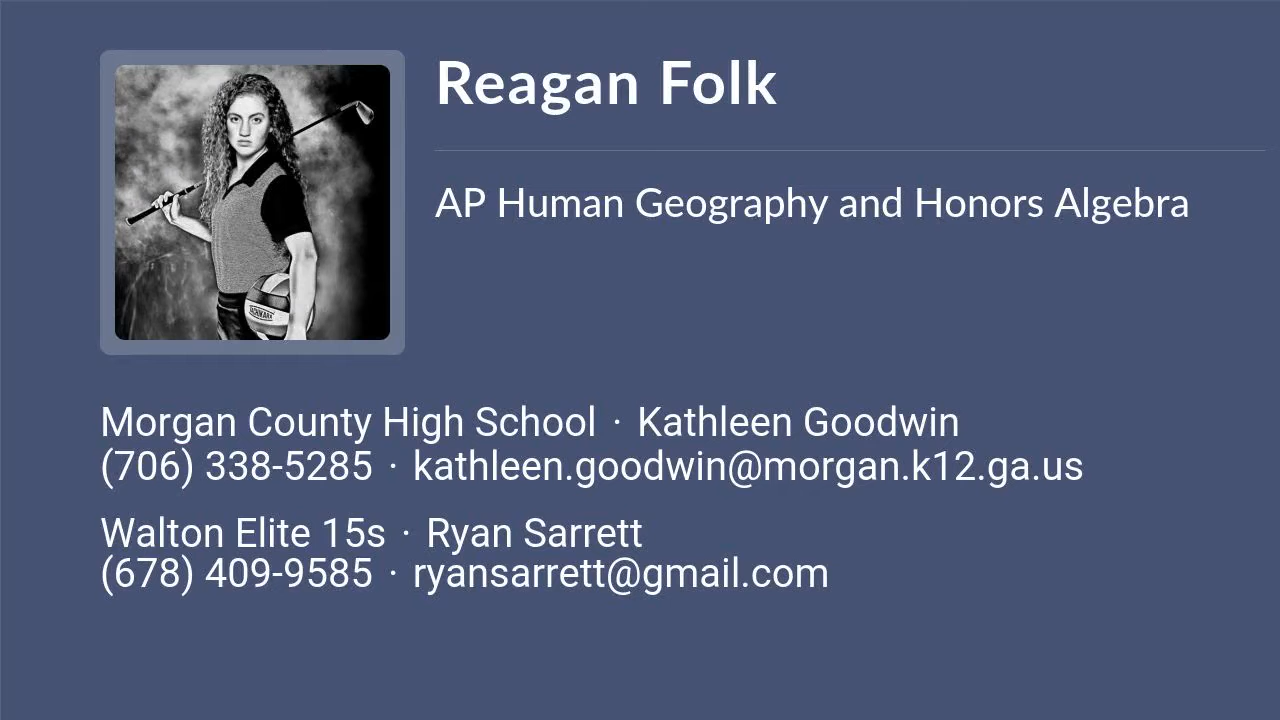 Reagan Folk
AP Human Geography and Honors Algebra
TACHIKARA
Morgan County High School · Kathleen Goodwin
(706) 338-5285 · kathleen.goodwin@morgan.k12.ga.us
Walton Elite 15s · Ryan Sarrett
(678) 409-9585 · ryansarrett@gmail.com